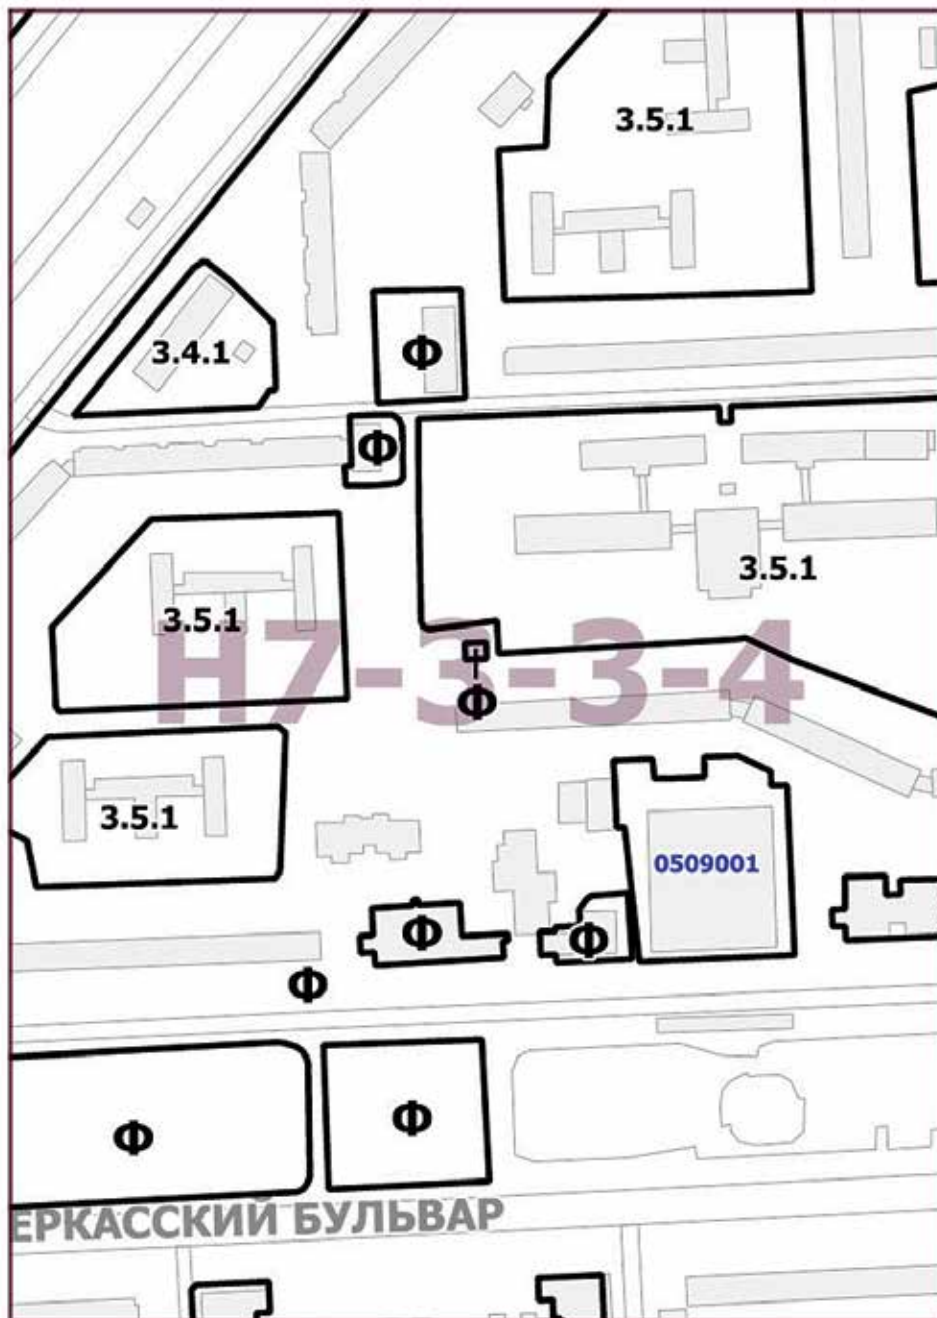 3.5.1
3.4.1
Ф
Ф
3.5.1
3.5.1
Н7-3-3-4
Ф
3.5.1
0509001
Ф
Ф
Ф
Ф
Ф
ЕРКАССКИЙ БУЛЬВАР